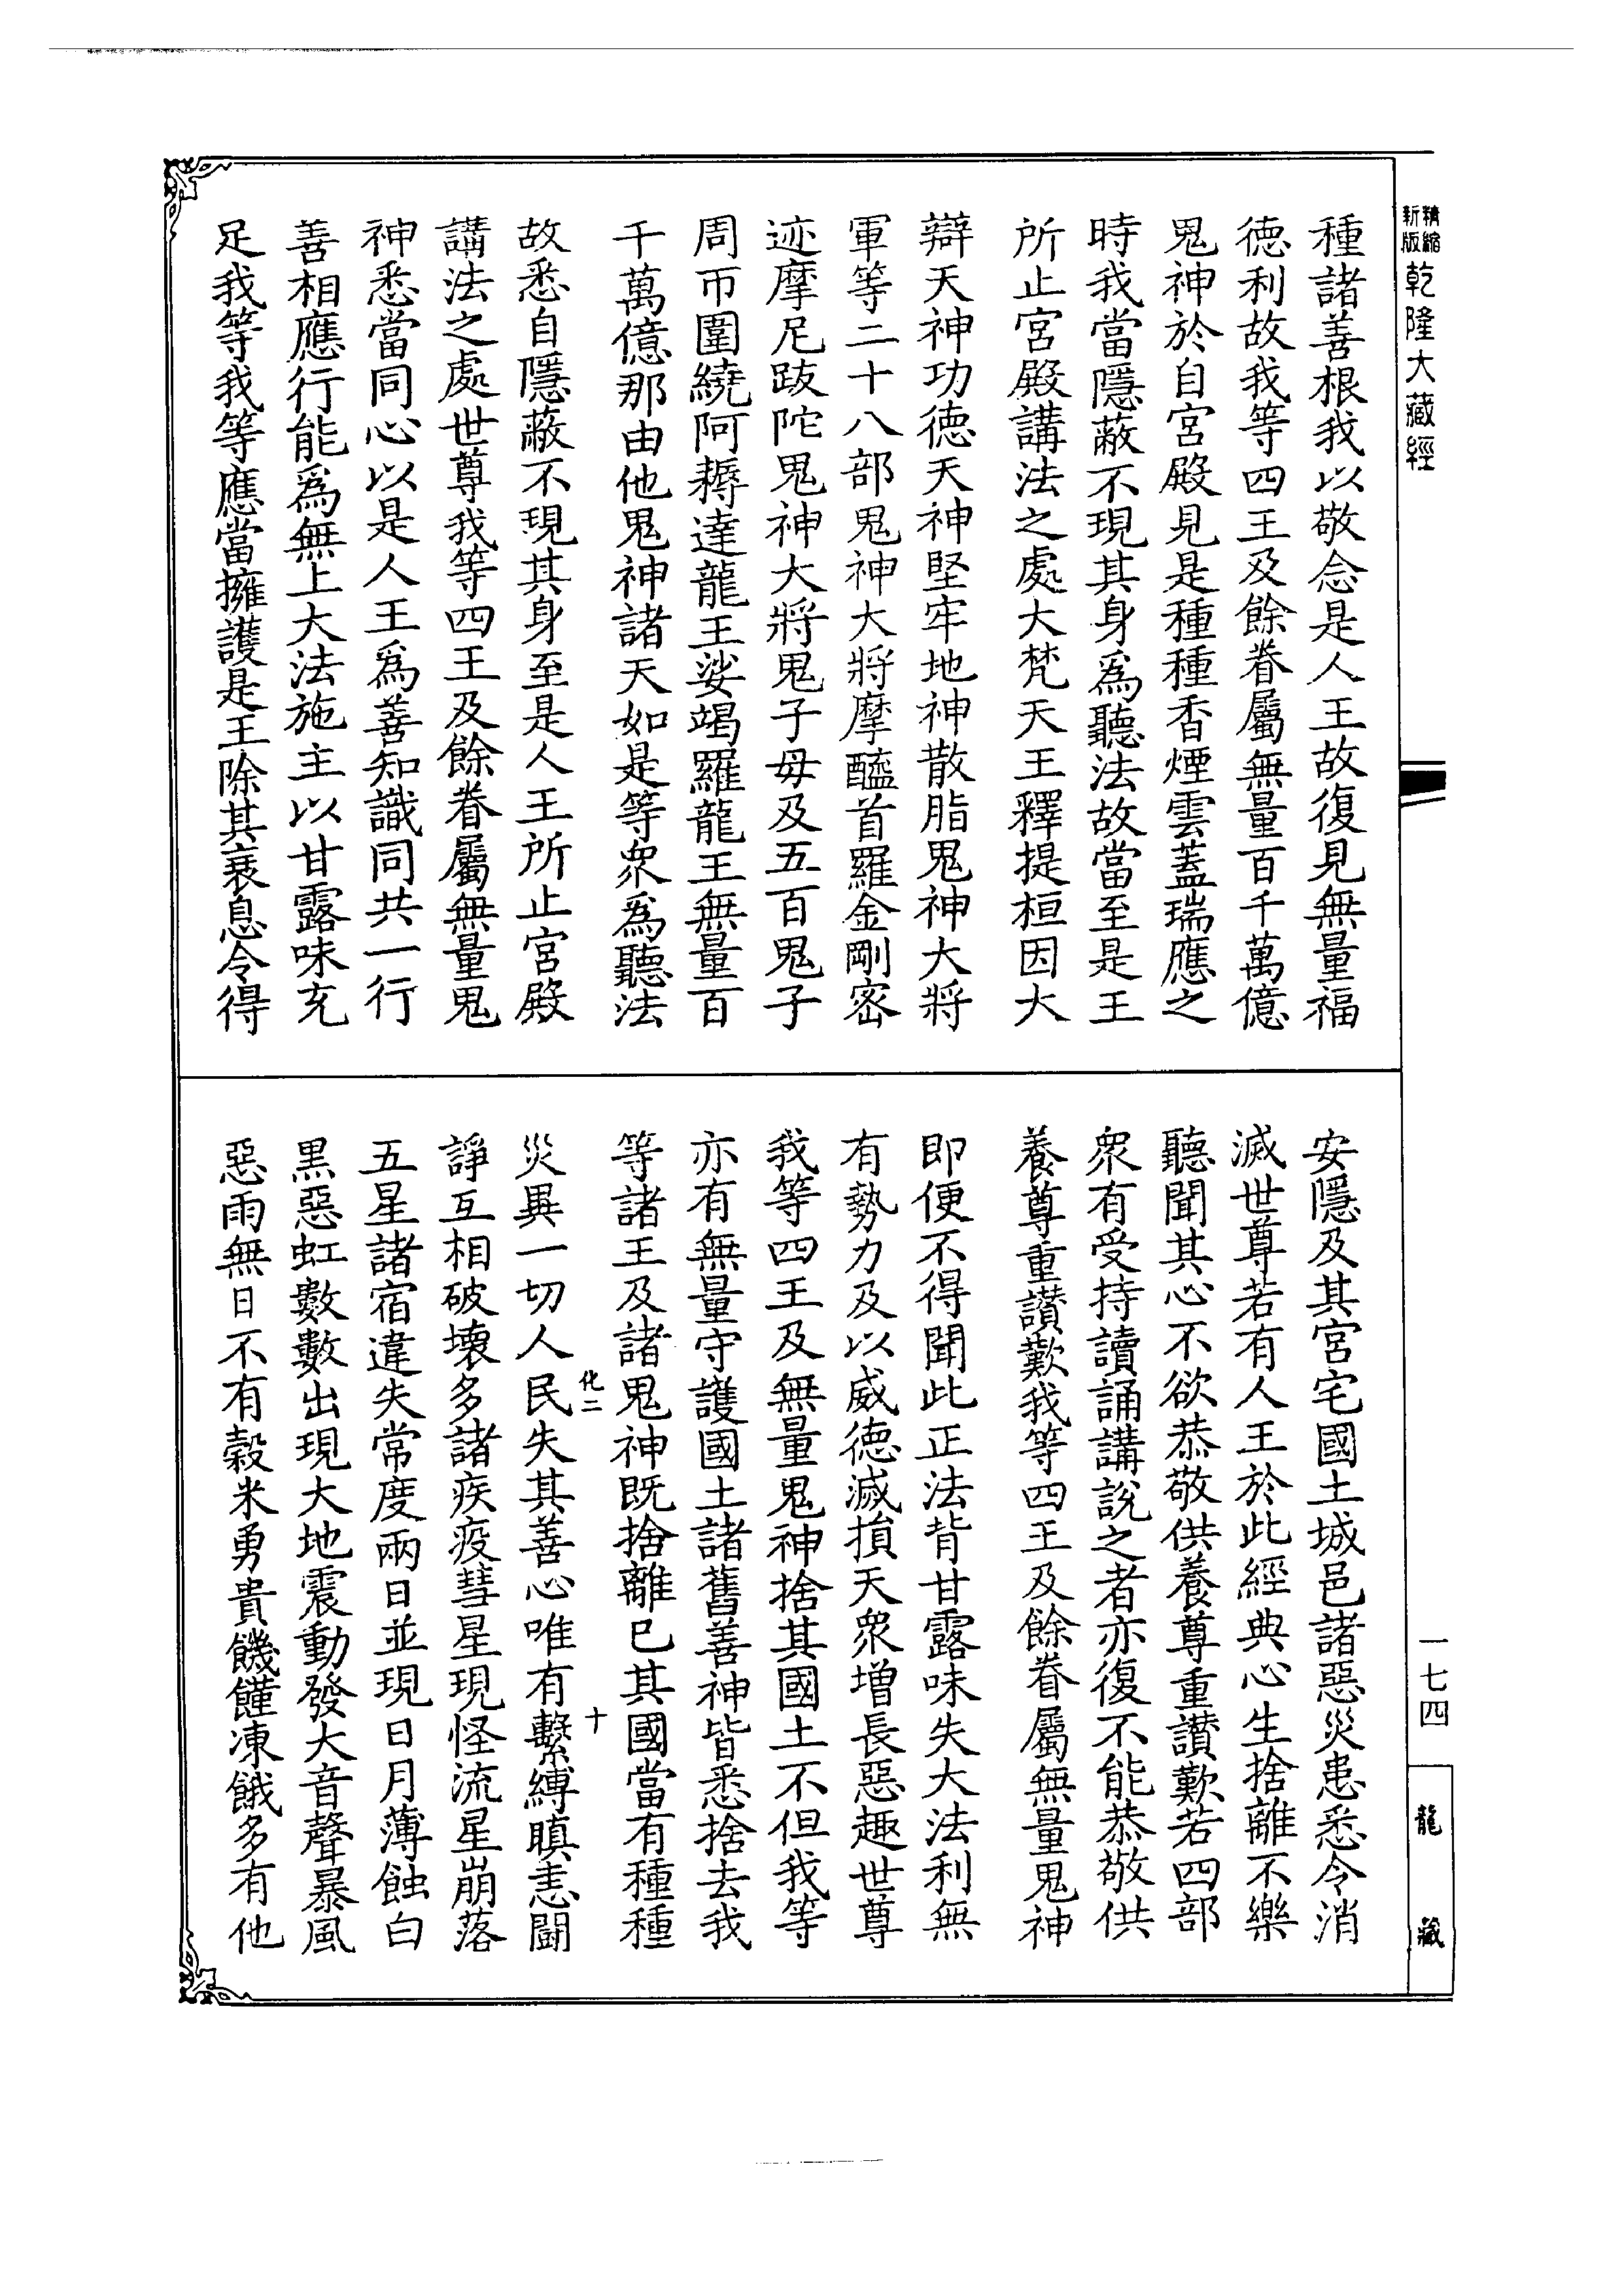 精縮新版乾隆大藏經
種諸善根我以敬念是人王故復見無量福
德利故我等四王及餘眷屬無量百千萬億
鬼神於自宮殿見是種種香煙雲蓋瑞應之
時我當隱蔽不現其身爲聽法故當至是王
所止宮殿講法之處大梵天王釋提桓因大
辯天神功德天神堅牢地神散脂鬼神大將
軍等二十八部鬼神大將摩醯首羅金剛密
迹摩尼跋陀鬼神大將鬼子母及五百鬼子
周帀圍繞阿耨達龍王娑竭羅龍王無量百
千萬億那由他鬼神諸天如是等衆爲聽法
故悉自隱蔽不現其身至是人王所止宮殿
講法之處世尊我等四王及餘眷屬無量鬼
神悉當同心以是人王爲善知識同共一行
善相應行能爲無上大法施主以甘露味充
足我等我等應當擁護是王除其衰息令得
安隱及其宮宅國土城邑諸惡災患悉令消
滅世尊若有人王於此經典心生捨離不樂
聽聞其心不欲恭敬供養尊重讚歎若四部
衆有受持讀誦講說之者亦復不能恭敬供
養尊重讚歎我等四王及餘眷屬無量鬼神
即便不得聞此正法背甘露味失大法利無
有勢力及以威德減損天衆增長惡趣世尊
我等四王及無量鬼神捨其國土不但我等
亦有無量守護國土諸舊善神皆悉捨去我
等諸王及諸鬼神既捨離已其國當有種種
化二
十
災異一切人民失其善心唯有繫縛瞋恚鬬
諍互相破壞多諸疾疫彗星現怪流星崩落
五星諸宿違失常度兩日並現日月薄蝕白
黑惡虹數數出現大地震動發大音聲暴風
惡雨無日不有穀米勇貴饑饉凍餓多有他
一七四
龍藏